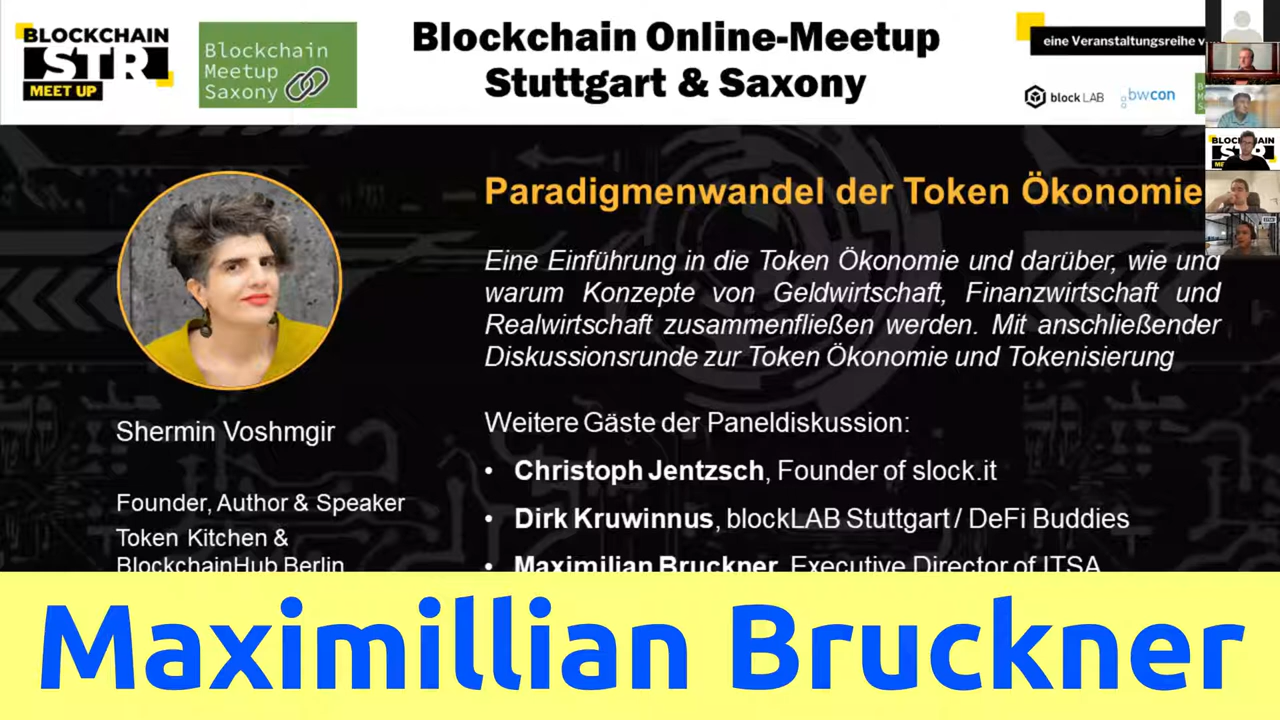 BLOCKCHAIN
STR
MEET UP
Blockchain
Meetup
Saxony
Blockchain Online-Meetup
Stuttgart & Saxony
eine Veranstaltungsreihe v
block LAB
bwcon
Paradigmenwandel der Token Ökonomie
Eine Einführung in die Token Ökonomie und darüber, wie und
warum Konzepte von Geldwirtschaft, Finanzwirtschaft und
Realwirtschaft zusammenfließen werden. Mit anschließender
Diskussionsrunde zur Token Ökonomie und Tokenisierung
Shermin Voshmgir
Founder, Author & Speaker
Token Kitchen &
BlockchainHub Berlin
Weitere Gäste der Paneldiskussion:
• Christoph Jentzsch, Founder of slock.it
• Dirk Kruwinnus, blockLAB Stuttgart / DeFi Buddies
• Maximilian Bruckner, Executive Director of ITSA
Maximillian Bruckner